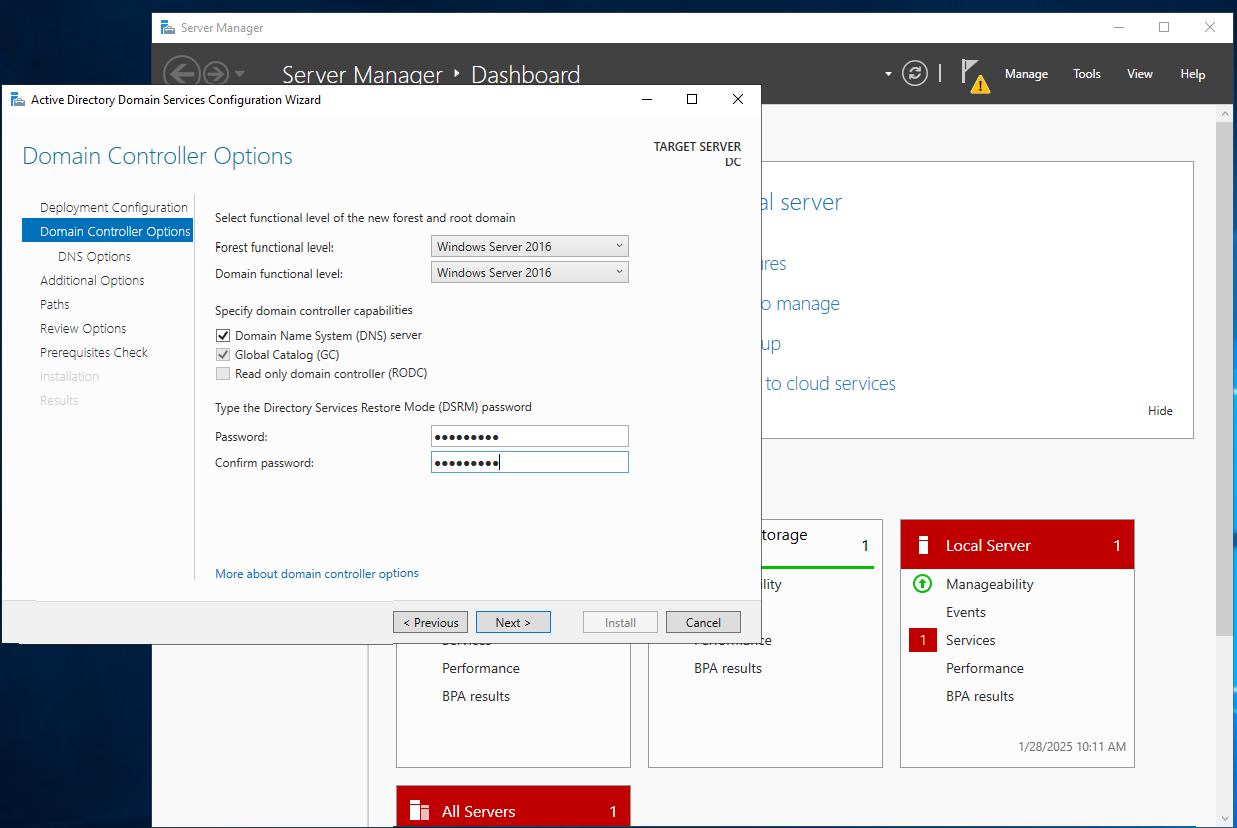 Server Manager
Server Manager ‣ Dashboard
Manage Tools View Help
Active Directory Domain Services Configuration Wizard
Domain Controller Options
TARGET SERVER
DC
Deployment Configuration
Domain Controller Options
DNS Options
Additional Options
Paths
Review Options
Prerequisites Check
Installation
Results
Select functional level of the new forest and root domain
Forest functional level: Windows Server 2016
Domain functional level: Windows Server 2016
Specify domain controller capabilities
Domain Name System (DNS) server
Global Catalog (GC)
Read only domain controller (RODC)
Type the Directory Services Restore Mode (DSRM) password
Password: ●●●●●●●●●
Confirm password: ●●●●●●●●●
More about domain controller options
< Previous Next > Install Cancel
al server
res
o manage
up
to cloud services
Hide
Services
Performance
BPA results
torage 1
ility
Performance
BPA results
Local Server 1
Manageability
Events
1 Services
Performance
BPA results
1/28/2025 10:11 AM
All Servers 1